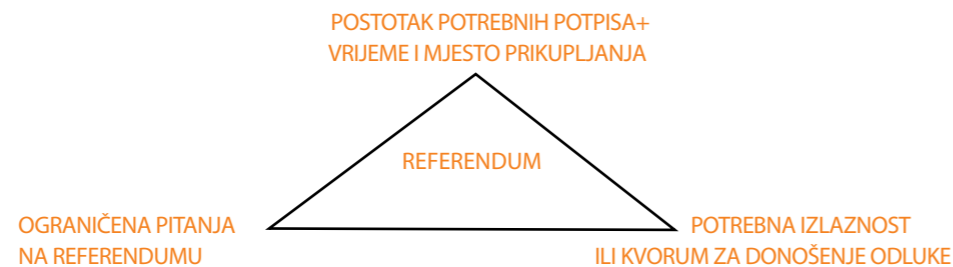 POSTOTAK POTREBNIH POTPISA+
VRIJEME I MJESTO PRIKUPLJANJA
REFERENDUM
OGRANIČENA PITANJA
NA REFERENDUMU
POTREBNA IZLAZNOST
ILI KVORUM ZA DONOŠENJE ODLUKE